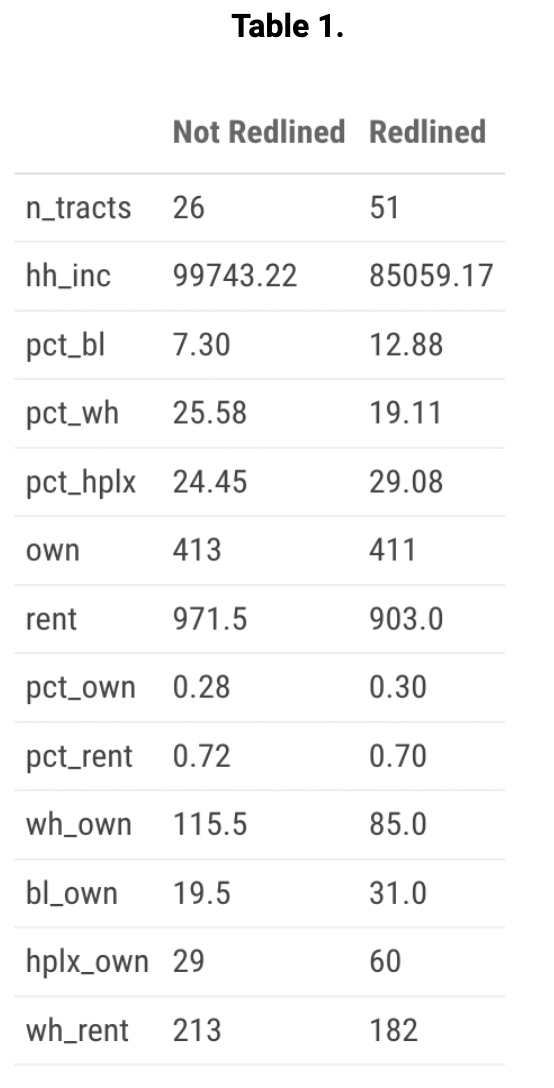 Table 1.
Not Redlined Redlined
n_tracts 26 51
hh_inc 99743.22 85059.17
pct_bl 7.30 12.88
pct_wh 25.58 19.11
pct_hplx 24.45 29.08
own 413 411
rent 971.5 903.0
pct_own 0.28 0.30
pct_rent 0.72 0.70
wh_own 115.5 85.0
bl_own 19.5 31.0
hplx_own 29 60
wh_rent 213 182